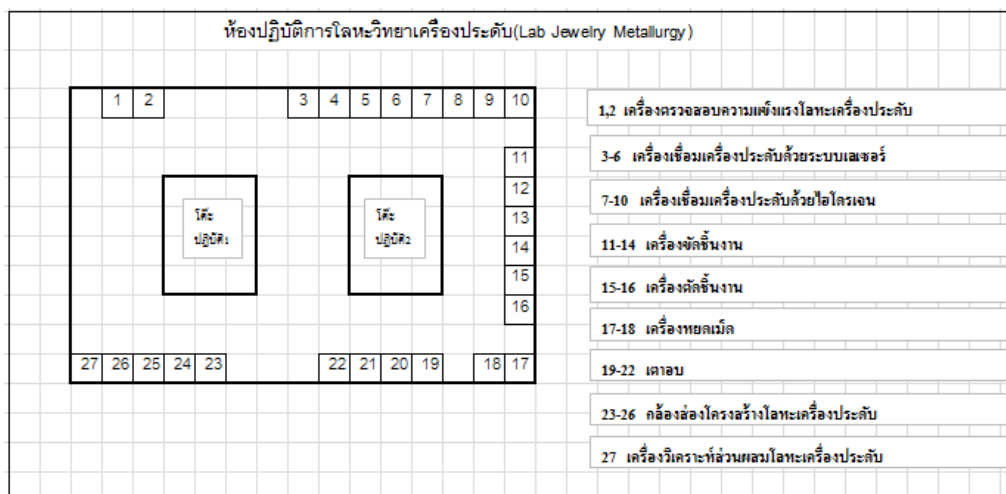 ห้องปฏิบัติการโลหะวิทยาเครื่องประดับ(Lab Jewelry Metallurgy)
1 2 3 4 5 6 7 8 9 10
11
12
13
14
15
16
โต๊ะ
ปฏิบัติ1
โต๊ะ
ปฏิบัติ2
27 26 25 24 23 22 21 20 19 18 17
1,2 เครื่องตรวจสอบความแข็งแรงโลหะเครื่องประดับ
3-6 เครื่องเชื่อมเครื่องประดับด้วยระบบเลเซอร์
7-10 เครื่องเชื่อมเครื่องประดับด้วยไฮโดรเจน
11-14 เครื่องขัดชิ้นงาน
15-16 เครื่องตัดชิ้นงาน
17-18 เครื่องหยดเม็ด
19-22 เตาอบ
23-26 กล้องส่องโครงสร้างโลหะเครื่องประดับ
27 เครื่องวิเคราะห์ส่วนผสมโลหะเครื่องประดับ